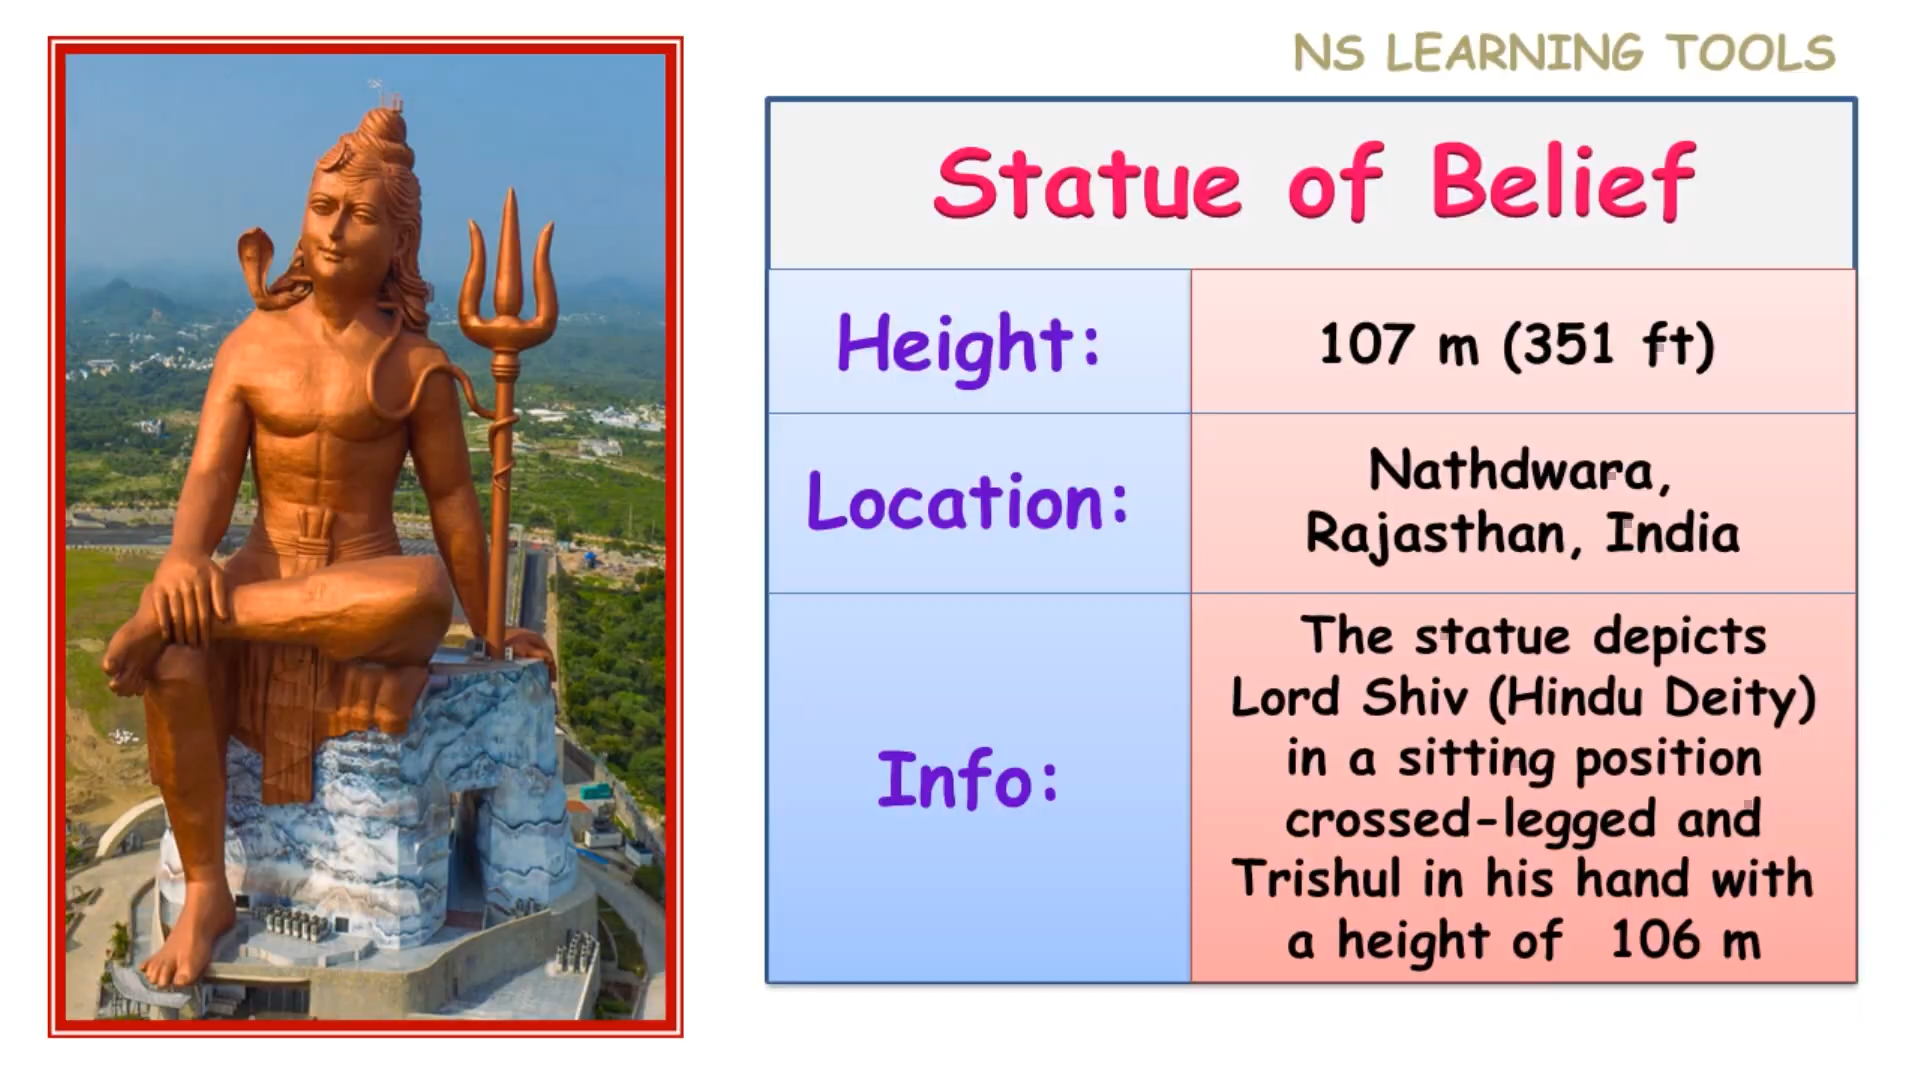 NS LEARNING TOOLS
Statue of Belief
Height:
107 m (351 ft)
Location:
Nathdwara,
Rajasthan, India
Info:
The statue depicts
Lord Shiv (Hindu Deity)
in a sitting position
crossed-legged and
Trishul in his hand with
a height of 106 m